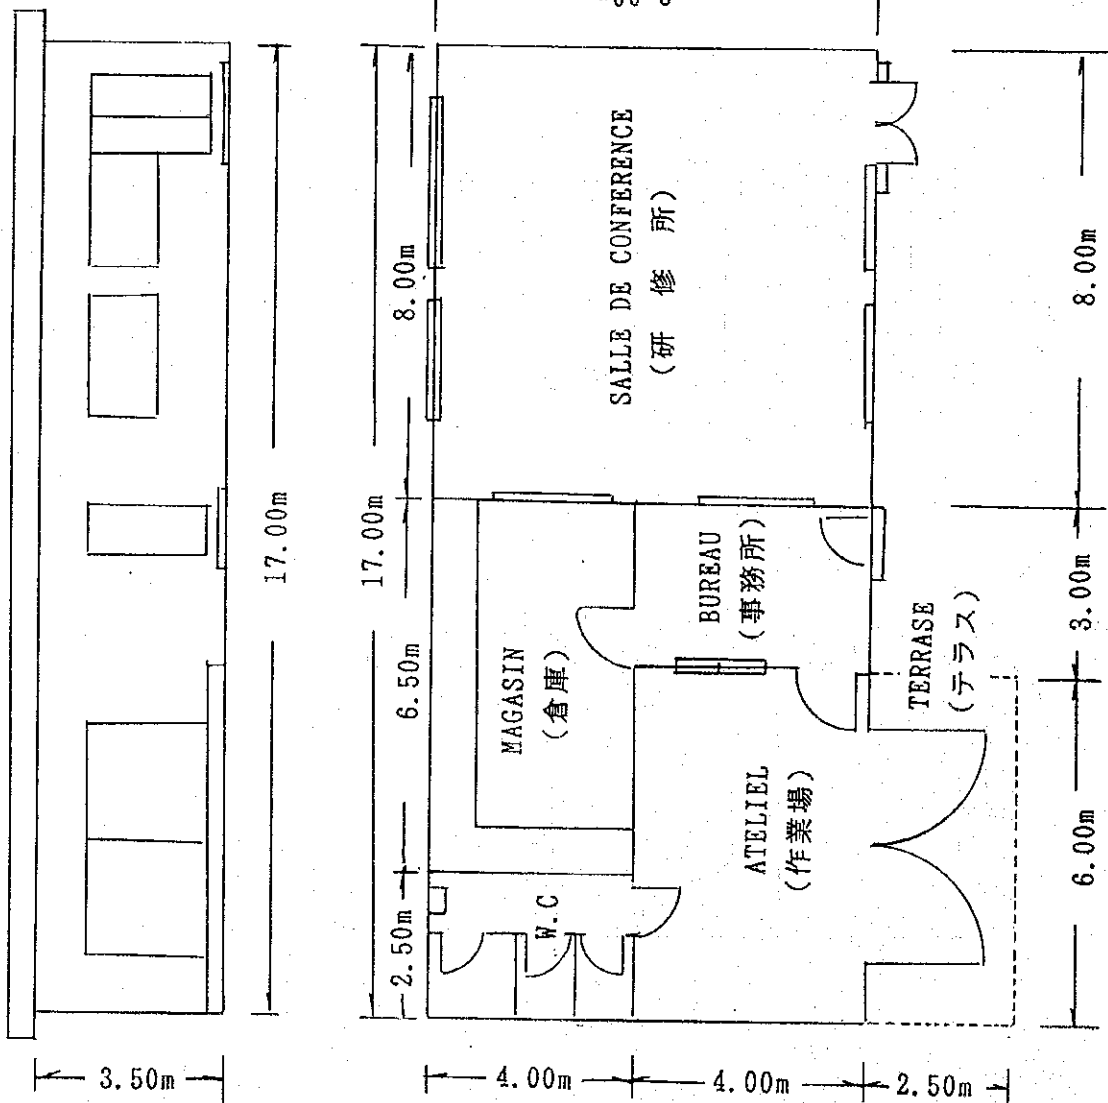 8.00m
17.00m
17.00m
8.00m
6.50m
2.50m
SALLE DE CONFERENCE
(研 修 所)
MAGASIN
(倉庫)
BUREAU
(事務所)
W.C
ATELIEL
(作業場)
TERRASE
(テラス)
8.00m
3.00m
6.00m
3.50m
4.00m
4.00m
2.50m